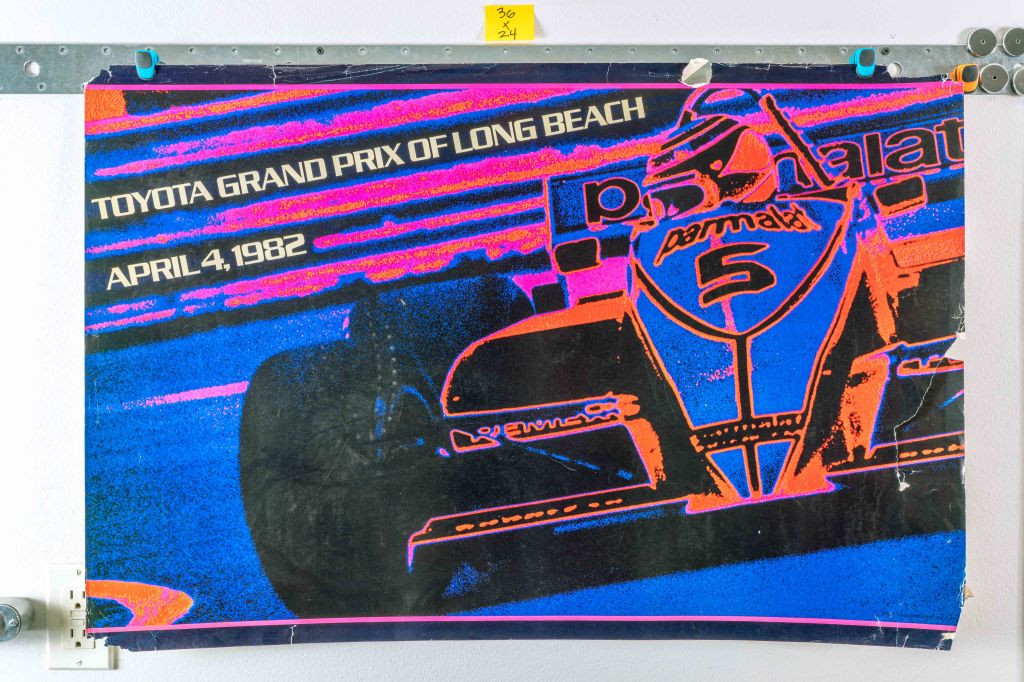 36
x
24
TOYOTA GRAND PRIX OF LONG BEACH
APRIL 4, 1982
parmalat
parmalat
5